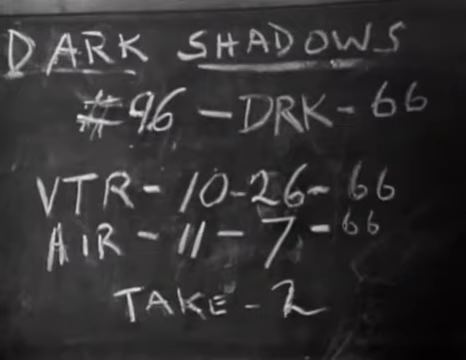 DARK SHADOWS
#96 - DRK - 66
VTR - 10-26-66
AIR - 11 - 7 - 66
TAKE - 2